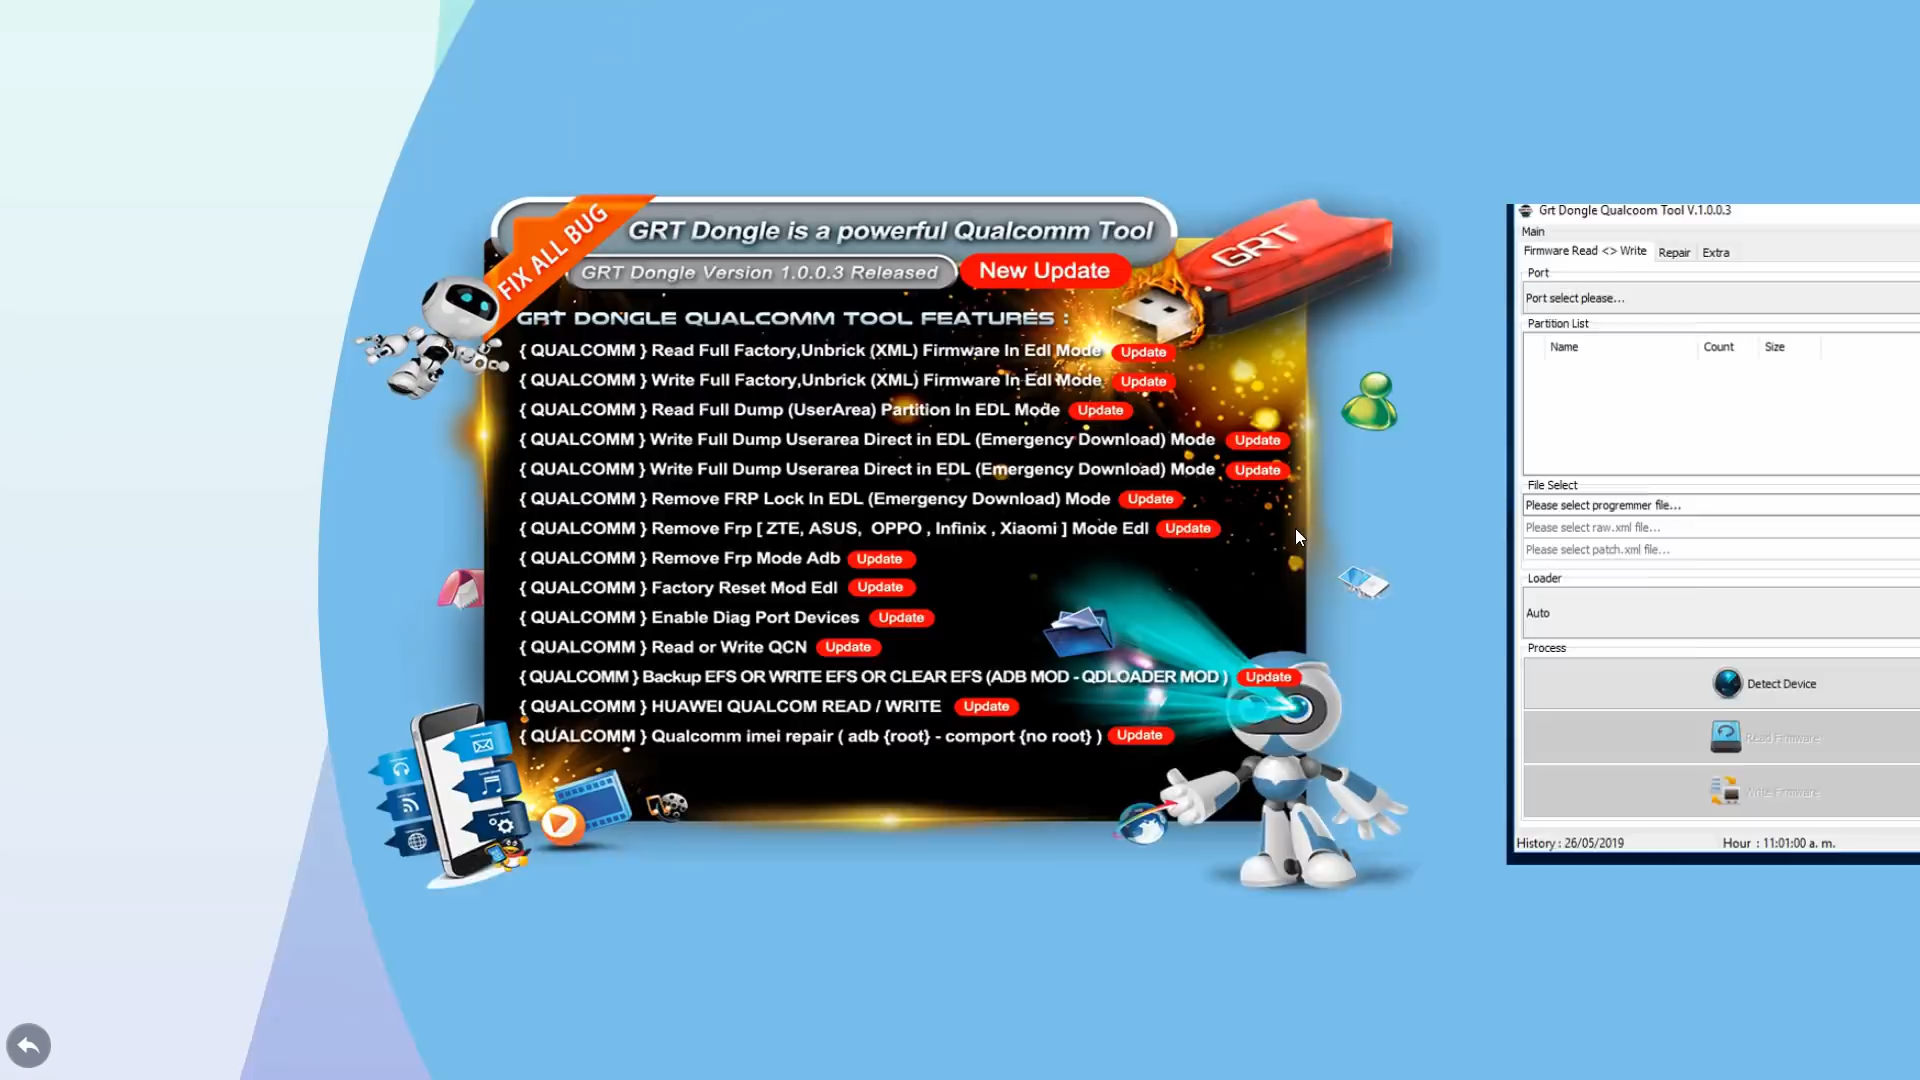 FIX ALL BUG
GRT Dongle is a powerful Qualcomm Tool
GRT Dongle Version 1.0.0.3 Released
New Update
GRT
GRT DONGLE QUALCOMM TOOL FEATURES :
{ QUALCOMM } Read Full Factory,Unbrick (XML) Firmware In Edl Mode Update
{ QUALCOMM } Write Full Factory,Unbrick (XML) Firmware In Edl Mode Update
{ QUALCOMM } Read Full Dump (UserArea) Partition In EDL Mode Update
{ QUALCOMM } Write Full Dump Userarea Direct in EDL (Emergency Download) Mode Update
{ QUALCOMM } Write Full Dump Userarea Direct in EDL (Emergency Download) Mode Update
{ QUALCOMM } Remove FRP Lock In EDL (Emergency Download) Mode Update
{ QUALCOMM } Remove Frp [ ZTE, ASUS, OPPO , Infinix , Xiaomi ] Mode Edl Update
{ QUALCOMM } Remove Frp Mode Adb Update
{ QUALCOMM } Factory Reset Mod Edl Update
{ QUALCOMM } Enable Diag Port Devices Update
{ QUALCOMM } Read or Write QCN Update
{ QUALCOMM } Backup EFS OR WRITE EFS OR CLEAR EFS (ADB MOD - QDLOADER MOD ) Update
{ QUALCOMM } HUAWEI QUALCOM READ / WRITE Update
{ QUALCOMM } Qualcomm imei repair ( adb {root} - comport {no root} ) Update
Grt Dongle Qualcoom Tool V.1.0.0.3
Main
Firmware Read <> Write Repair Extra
Port
Port select please...
Partition List
Name Count Size
File Select
Please select programmer file...
Please select raw.xml file...
Please select patch.xml file...
Loader
Auto
Process
Detect Device
Read Firmware
Write Firmware
History : 26/05/2019 Hour : 11:01:00 a. m.